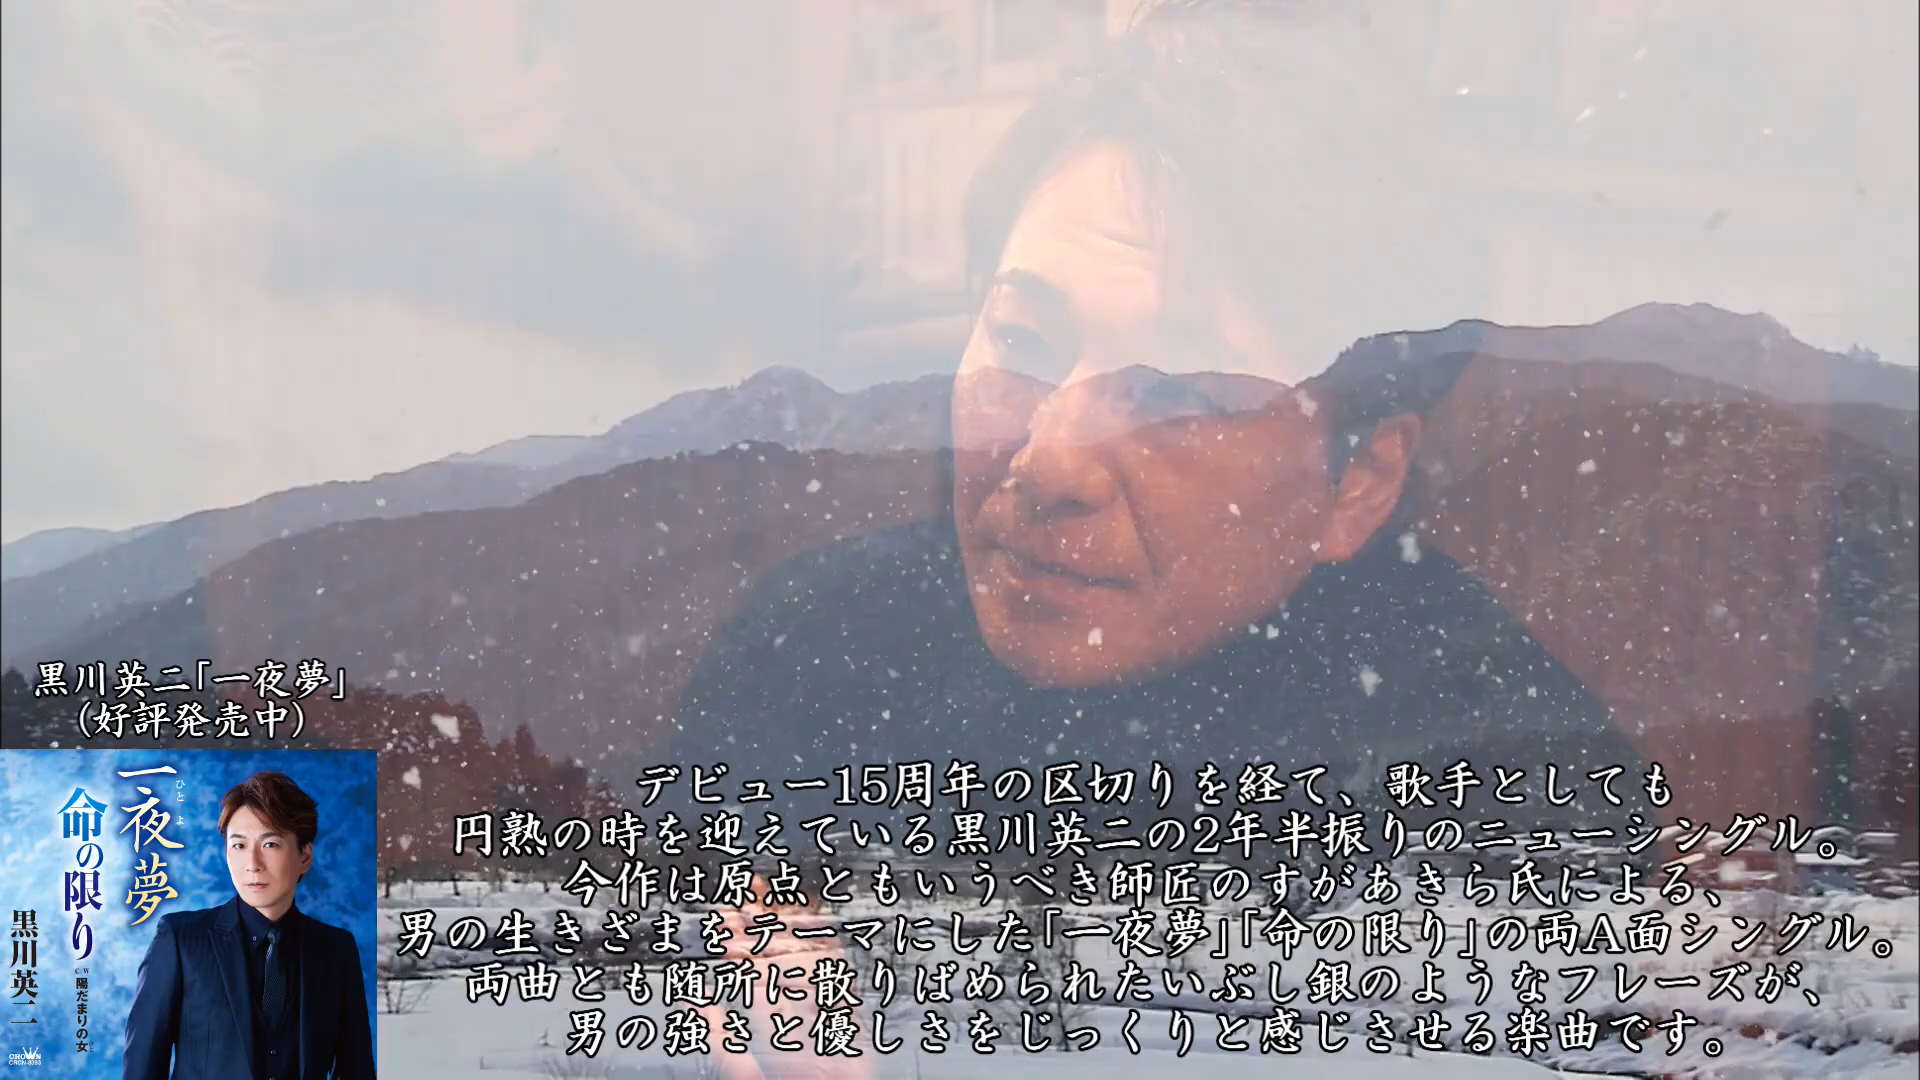 黒川英二「一夜夢」
(好評発売中)
一夜夢
ひとよ
命の限り
C/W 陽だまりの女
ひと
黒川英二
CROWN
デビュー15周年の区切りを経て、歌手としても
円熟の時を迎えている黒川英二の2年半振りのニューシングル。
今作は原点ともいうべき師匠のすがあきら氏による、
男の生きざまをテーマにした「一夜夢」「命の限り」の両A面シングル。
両曲とも随所に散りばめられたいぶし銀のようなフレーズが、
男の強さと優しさをじっくりと感じさせる楽曲です。